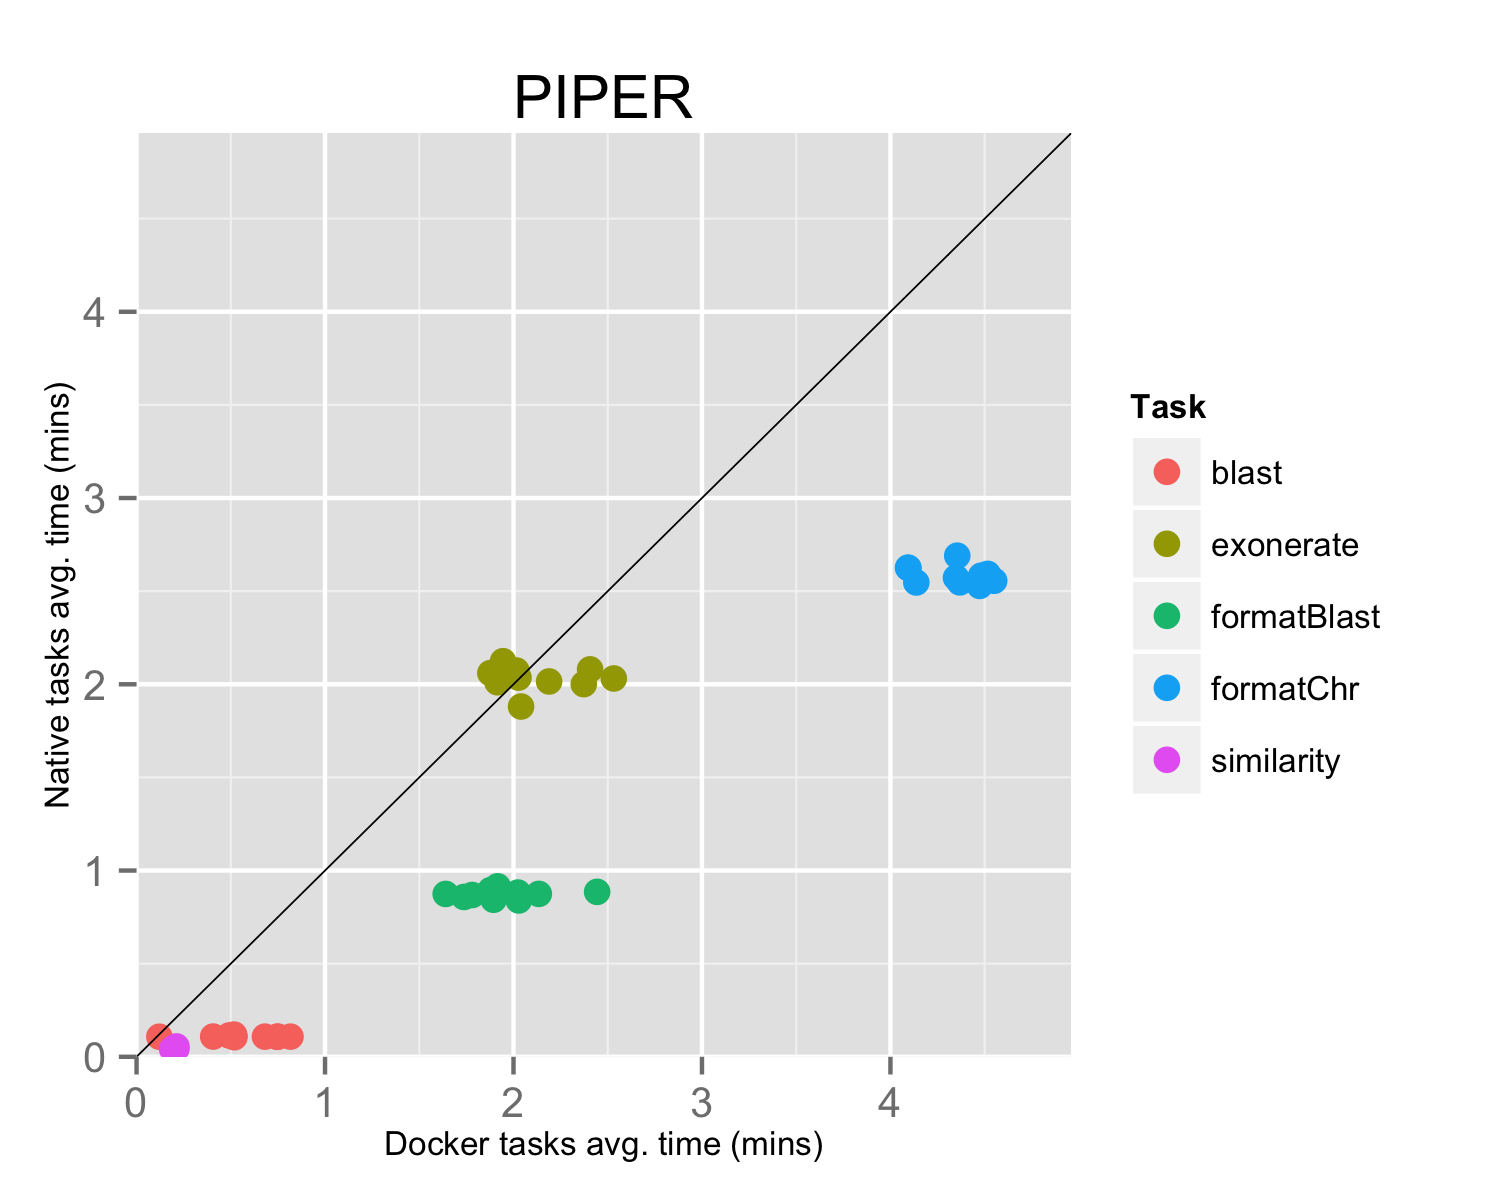 PIPER
Native tasks avg. time (mins)
4
3
2
1
0
0 1 2 3 4
Docker tasks avg. time (mins)
Task
blast
exonerate
formatBlast
formatChr
similarity